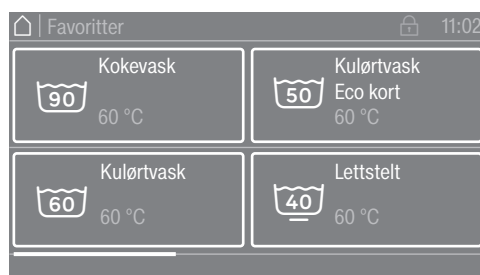 Favoritter 11:02
Kokevask
90
60 °C
Kulørtvask
50 Eco kort
60 °C
Kulørtvask
60
60 °C
Lettstelt
40
60 °C